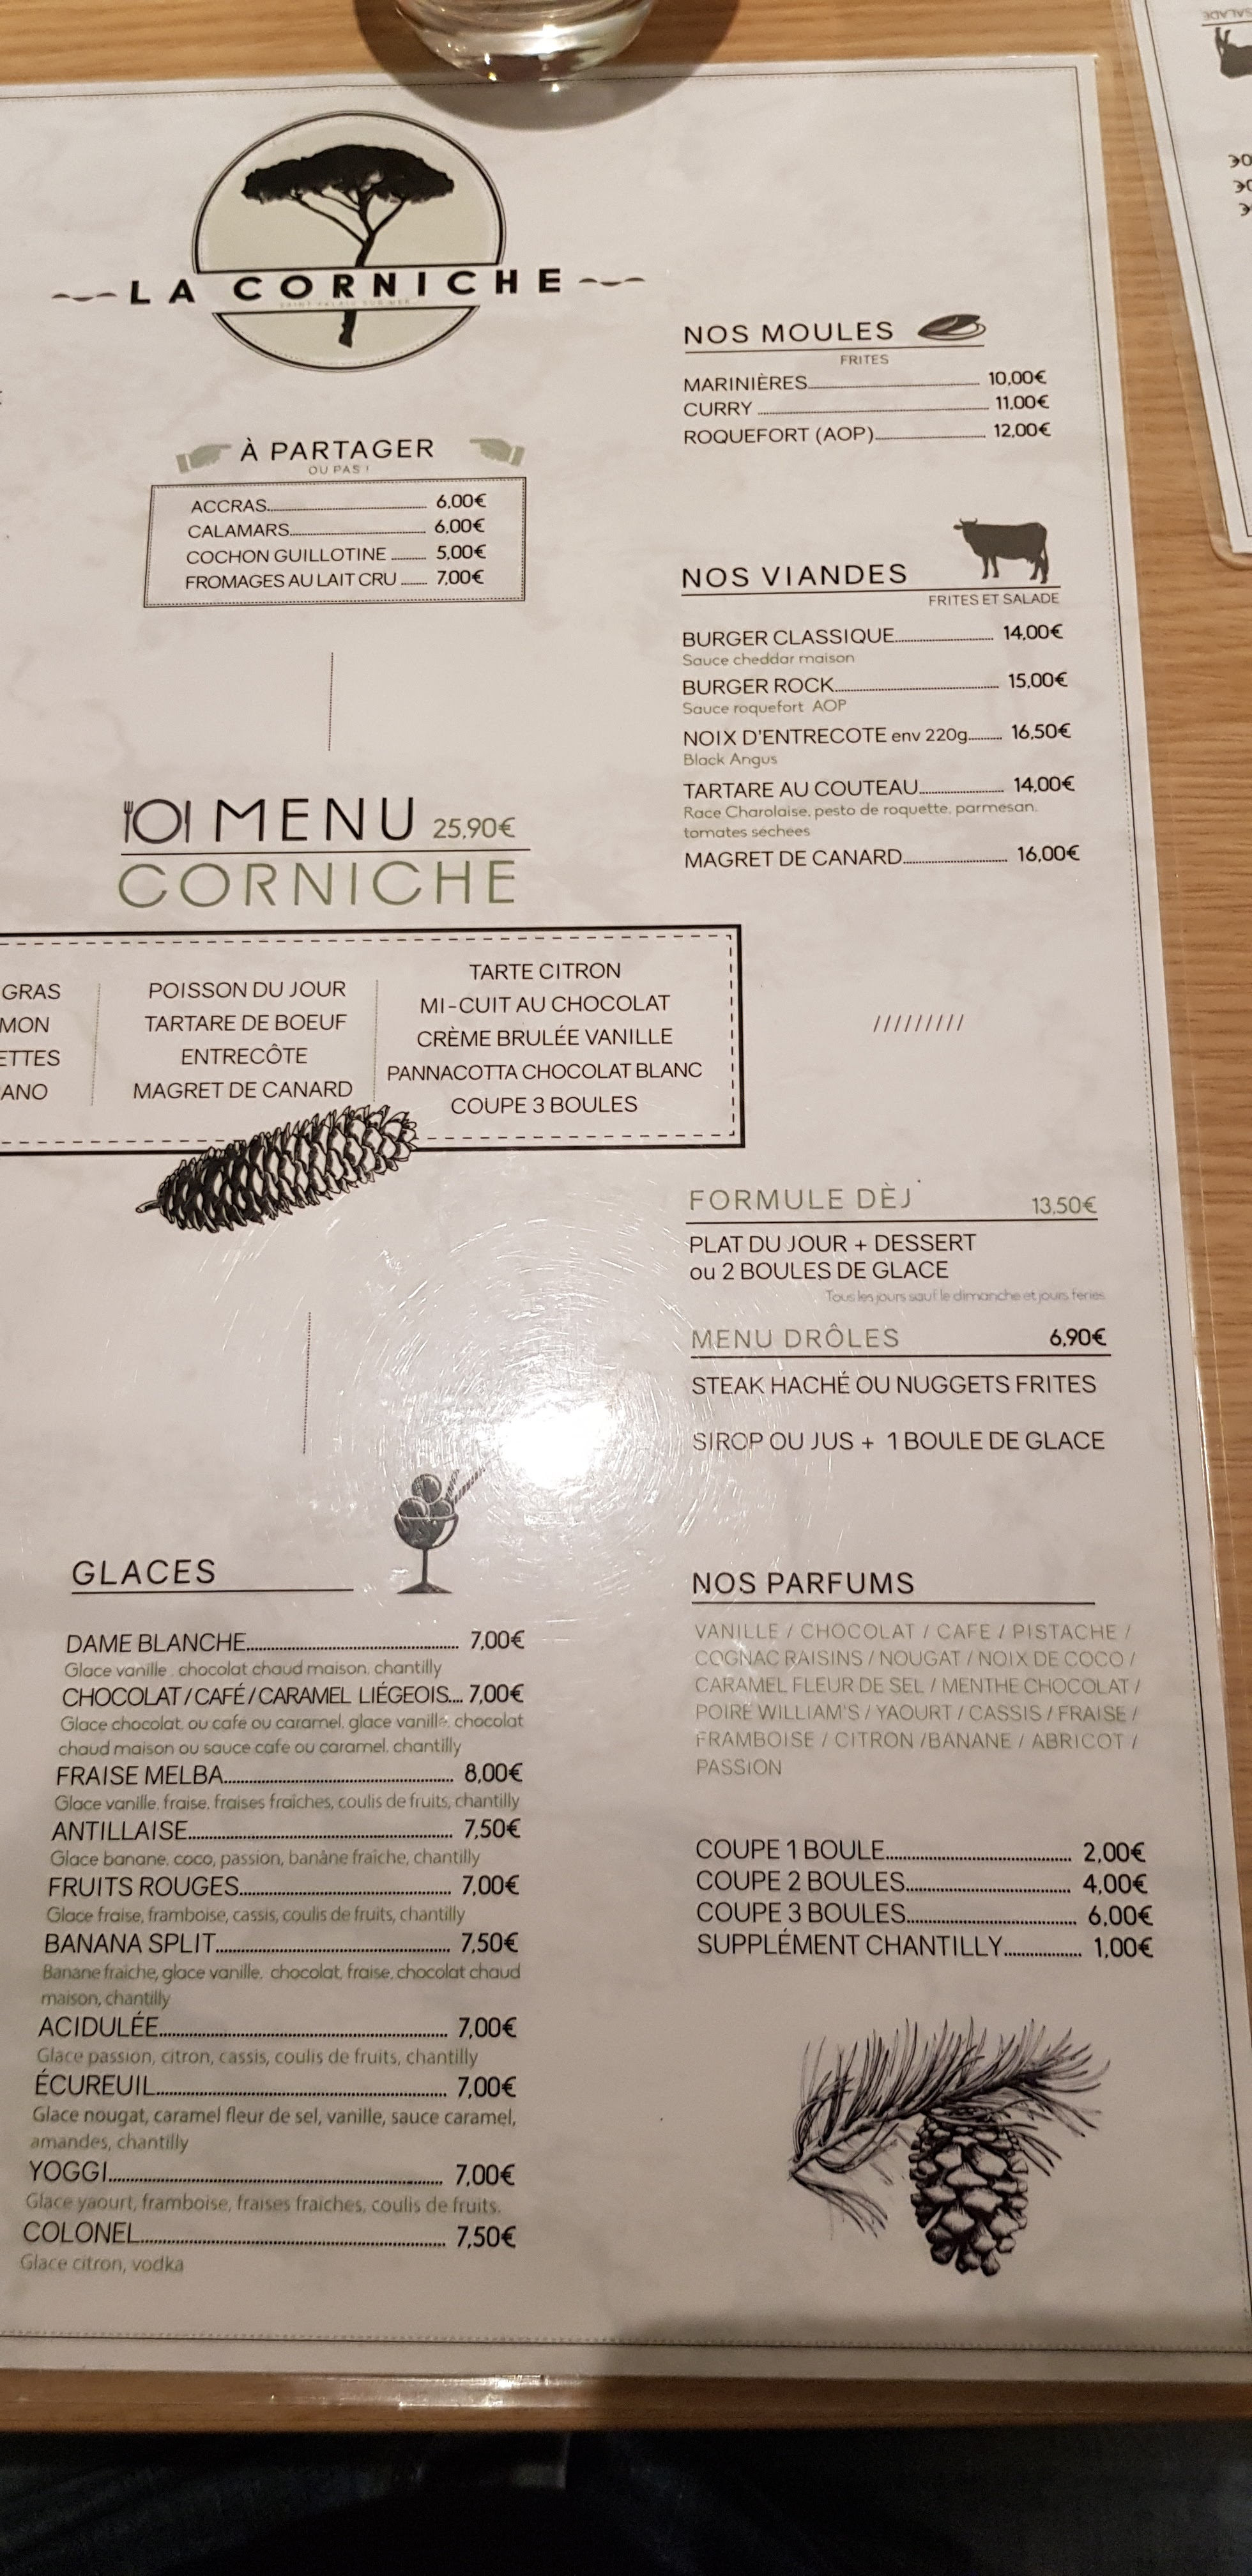 LA CORNICHE
À PARTAGER
OU PAS !
ACCRAS 6,00€
CALAMARS 6,00€
COCHON GUILLOTINE 5,00€
FROMAGES AU LAIT CRU 7,00€
NOS MOULES
FRITES
MARINIÈRES 10,00€
CURRY 11,00€
ROQUEFORT (AOP) 12,00€
NOS VIANDES
FRITES ET SALADE
BURGER CLASSIQUE 14,00€
Sauce cheddar maison
BURGER ROCK 15,00€
Sauce roquefort AOP
NOIX D'ENTRECOTE env 220g 16,50€
Black Angus
TARTARE AU COUTEAU 14,00€
Race Charolaise, pesto de roquette, parmesan,
tomates séchées
MAGRET DE CANARD 16,00€
MENU 25,90€
CORNICHE
GRAS
MON
ETTES
ANO
POISSON DU JOUR
TARTARE DE BOEUF
ENTRECÔTE
MAGRET DE CANARD
TARTE CITRON
MI-CUIT AU CHOCOLAT
CRÈME BRULÉE VANILLE
PANNACOTTA CHOCOLAT BLANC
COUPE 3 BOULES
/////////
FORMULE DÈJ' 13,50€
PLAT DU JOUR + DESSERT
ou 2 BOULES DE GLACE
Tous les jours sauf le dimanche et jours feries
MENU DRÔLES 6,90€
STEAK HACHÉ OU NUGGETS FRITES
SIROP OU JUS + 1 BOULE DE GLACE
GLACES
DAME BLANCHE 7,00€
Glace vanille, chocolat chaud maison, chantilly
CHOCOLAT/CAFÉ/CARAMEL LIÉGEOIS 7,00€
Glace chocolat, ou cafe ou caramel, glace vanille, chocolat
chaud maison ou sauce cafe ou caramel, chantilly
FRAISE MELBA 8,00€
Glace vanille, fraise, fraises fraîches, coulis de fruits, chantilly
ANTILLAISE 7,50€
Glace banane, coco, passion, banâne fraîche, chantilly
FRUITS ROUGES 7,00€
Glace fraise, framboise, cassis, coulis de fruits, chantilly
BANANA SPLIT 7,50€
Banane fraîche, glace vanille, chocolat, fraise, chocolat chaud
maison, chantilly
ACIDULÉE 7,00€
Glace passion, citron, cassis, coulis de fruits, chantilly
ÉCUREUIL 7,00€
Glace nougat, caramel fleur de sel, vanille, sauce caramel,
amandes, chantilly
YOGGI 7,00€
Glace yaourt, framboise, fraises fraîches, coulis de fruits.
COLONEL 7,50€
Glace citron, vodka
NOS PARFUMS
VANILLE / CHOCOLAT / CAFE / PISTACHE /
COGNAC RAISINS / NOUGAT / NOIX DE COCO /
CARAMEL FLEUR DE SEL / MENTHE CHOCOLAT /
POIRE WILLIAM'S / YAOURT / CASSIS / FRAISE /
FRAMBOISE / CITRON /BANANE / ABRICOT /
PASSION
COUPE 1 BOULE 2,00€
COUPE 2 BOULES 4,00€
COUPE 3 BOULES 6,00€
SUPPLÉMENT CHANTILLY 1,00€